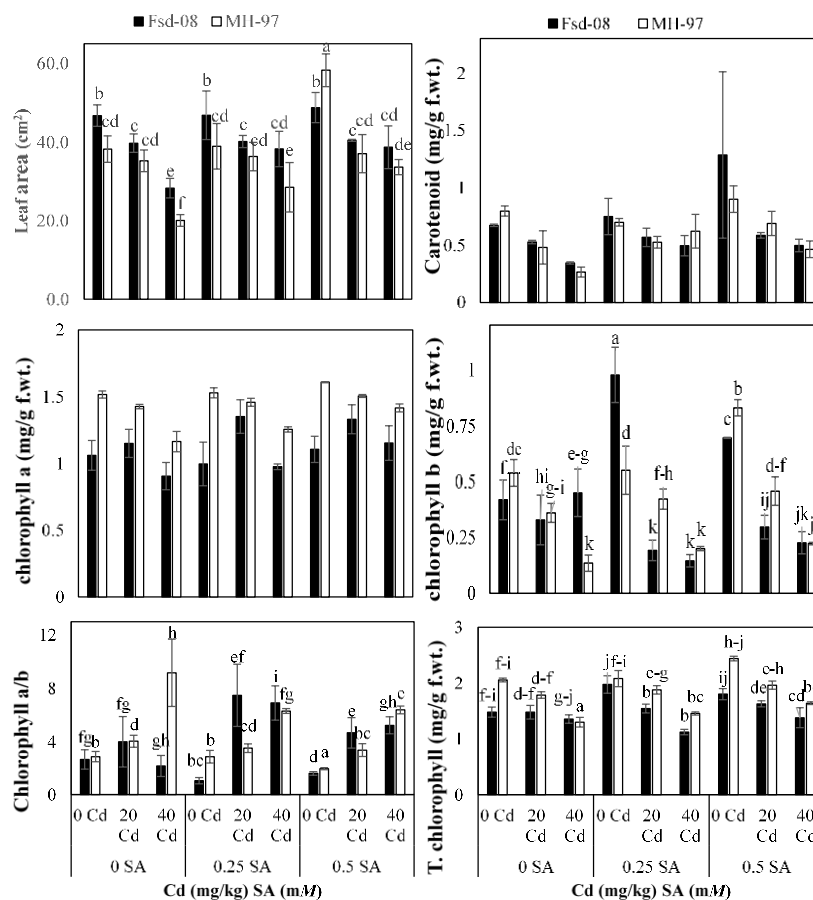 Fsd-08 MH-97
Fsd-08 MH-97
Leaf area (cm²)
60.0
40.0
20.0
0.0
b cd c cd e f b cd c cd cd e b a c cd cd de
Carotenoid (mg/g f.wt.)
2
1.5
1
0.5
0
chlorophyll a (mg/g f.wt.)
2
1.5
1
0.5
0
chlorophyll b (mg/g f.wt.)
1
0.75
0.5
0.25
0
f dc hi g-i e-g k a d k f-h k k c b ij d-f jk j
Chlorophyll a/b
12
8
4
0
fg b fg d gh h bc b ef cd i fg d a e bc gh c
0 Cd 20 Cd 40 Cd 0 Cd 20 Cd 40 Cd 0 Cd 20 Cd 40 Cd
0 SA 0.25 SA 0.5 SA
Cd (mg/kg) SA (mM)
T. chlorophyll (mg/g f.wt.)
3
2
1
0
f-i f-i d-f d-f g-j a j f-i b c-g b bc ij h-j de c-h cd
0 Cd 20 Cd 40 Cd 0 Cd 20 Cd 40 Cd 0 Cd 20 Cd 40 Cd
0 SA 0.25 SA 0.5 SA
Cd (mg/kg) SA (mM)